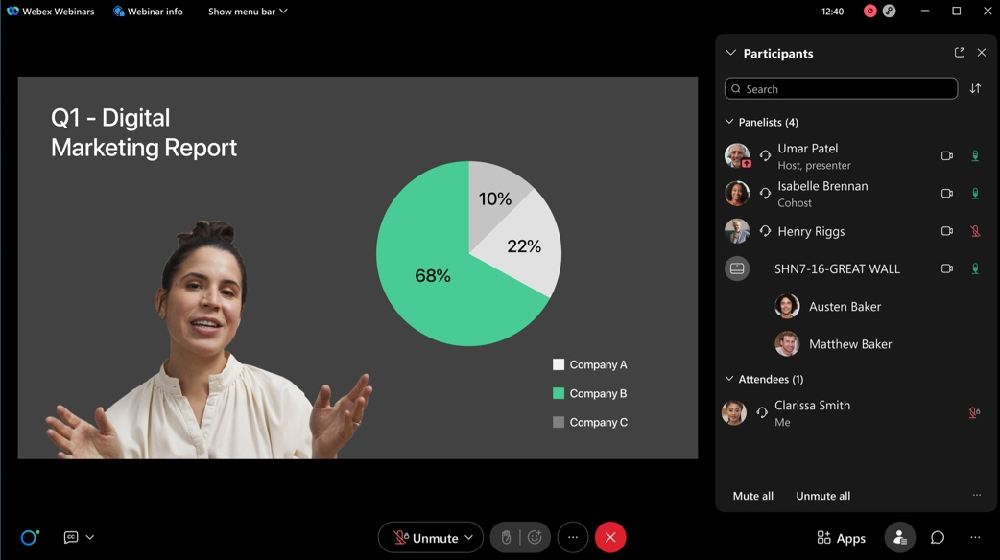 Webex Webinars
Webinar info
Show menu bar
12:40
Q1 - Digital
Marketing Report
10%
22%
68%
Company A
Company B
Company C
Participants
Search
Panelists (4)
Umar Patel
Host, presenter
Isabelle Brennan
Cohost
Henry Riggs
SHN7-16-GREAT WALL
Austen Baker
Matthew Baker
Attendees (1)
Clarissa Smith
Me
Mute all
Unmute all
CC
Unmute
Apps